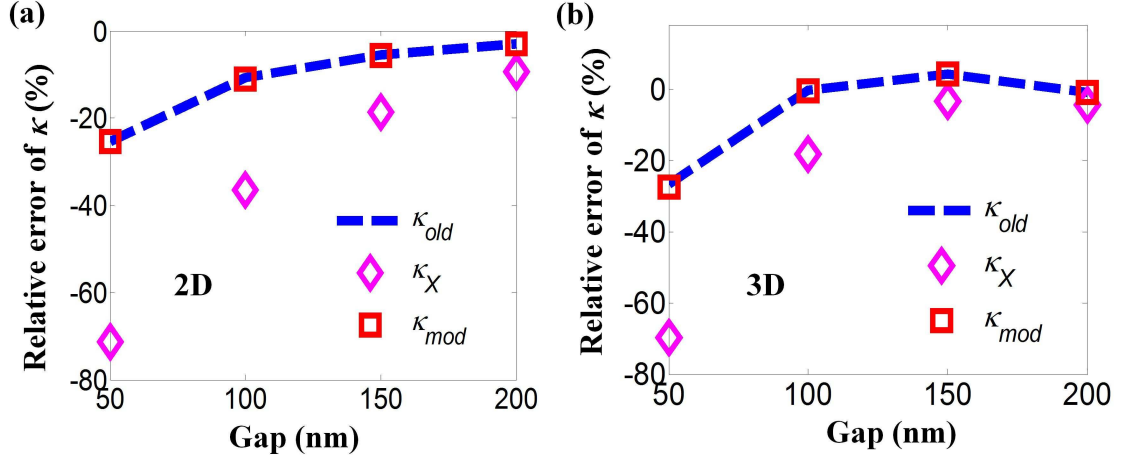 (a)
Relative error of κ (%)
0
-20
-40
-60
-80
50 100 150 200
Gap (nm)
2D
κold
κX
κmod
(b)
Relative error of κ (%)
0
-20
-40
-60
-80
50 100 150 200
Gap (nm)
3D
κold
κX
κmod